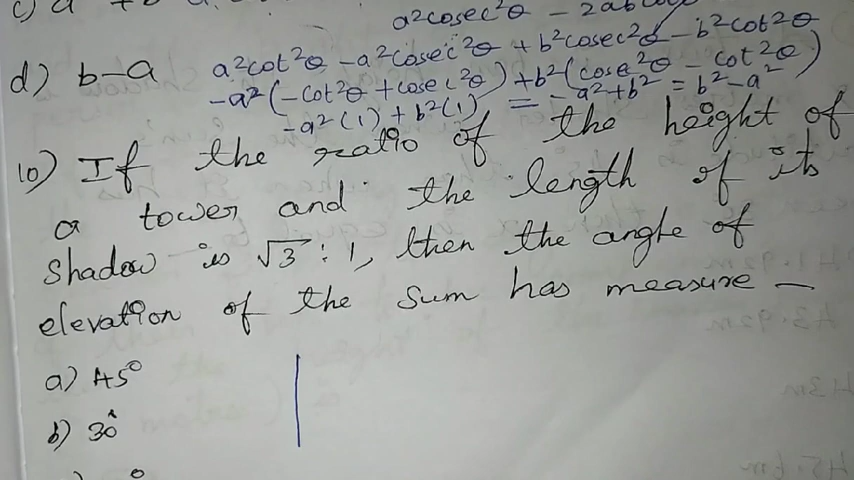 a²cosec²θ - 2ab
d) b-a a²cot²θ - a²cosec²θ + b²cosec²θ - b²cot²θ
-a²(-cot²θ + cosec²θ) + b²(cosec²θ - cot²θ)
-a²(1) + b²(1) = -a²+b² = b²-a²
10) If the ratio of the height of
a tower and the length of its
shadow is √3 : 1, then the angle of
elevation of the sum has measure —
a) 45°
b) 30°